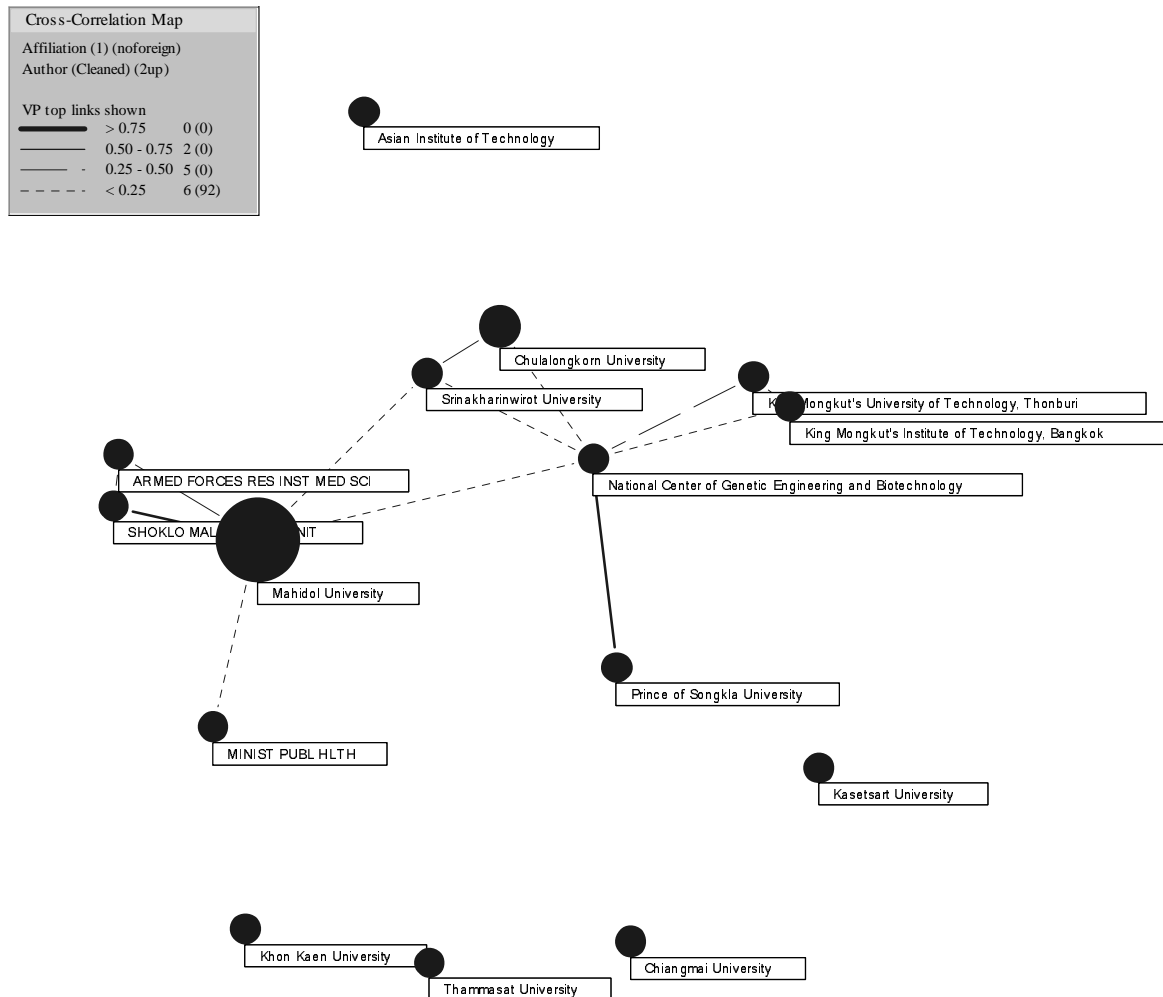 Cross-Correlation Map
Affiliation (1) (noforeign)
Author (Cleaned) (2up)
VP top links shown
> 0.75 0 (0)
0.50 - 0.75 2 (0)
0.25 - 0.50 5 (0)
< 0.25 6 (92)
Asian Institute of Technology
Chulalongkorn University
Srinakharinwirot University
Mongkut's University of Technology, Thonburi
King Mongkut's Institute of Technology, Bangkok
ARMED FORCES RES INST MED SCI
National Center of Genetic Engineering and Biotechnology
SHOKLO
Mahidol University
Prince of Songkla University
MINIST PUBL HLTH
Kasetsart University
Khon Kaen University
Chiangmai University
Thammasat University